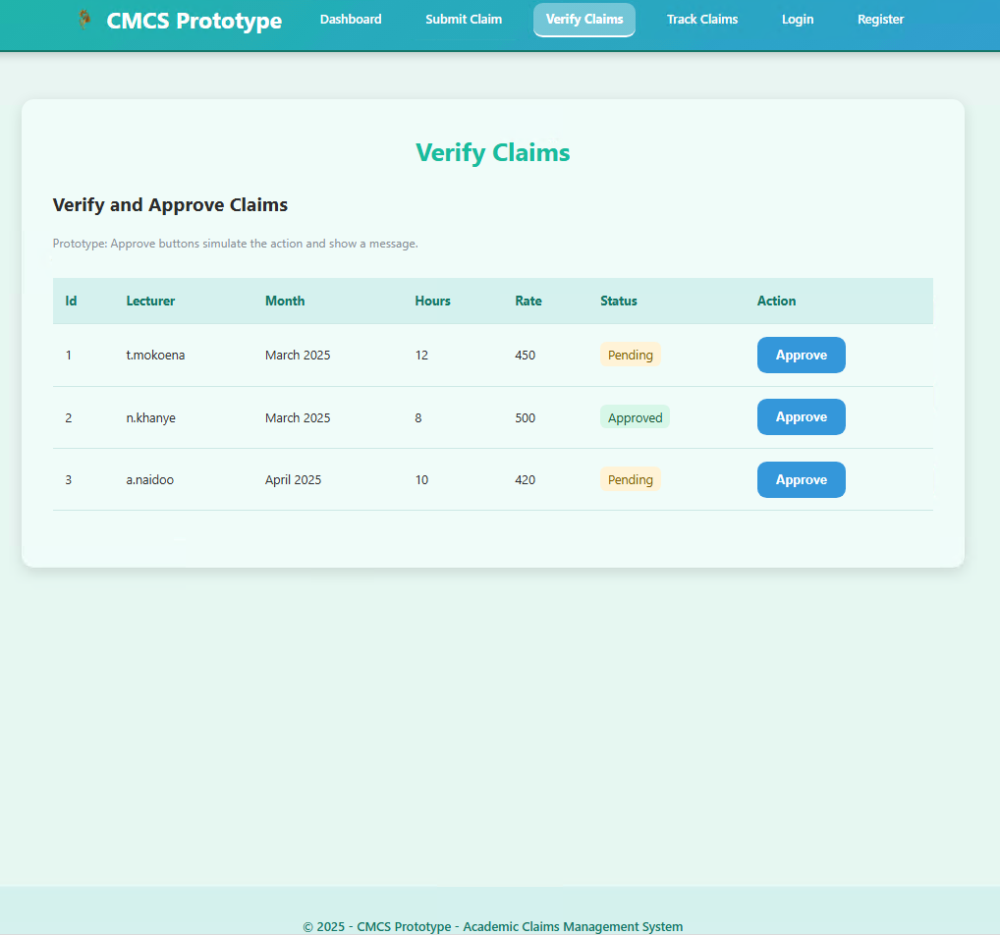 CMCS Prototype Dashboard Submit Claim Verify Claims Track Claims Login Register
Verify Claims
Verify and Approve Claims
Prototype: Approve buttons simulate the action and show a message.
Id Lecturer Month Hours Rate Status Action
1 t.mokoena March 2025 12 450 Pending Approve
2 n.khanye March 2025 8 500 Approved Approve
3 a.naidoo April 2025 10 420 Pending Approve
© 2025 - CMCS Prototype - Academic Claims Management System